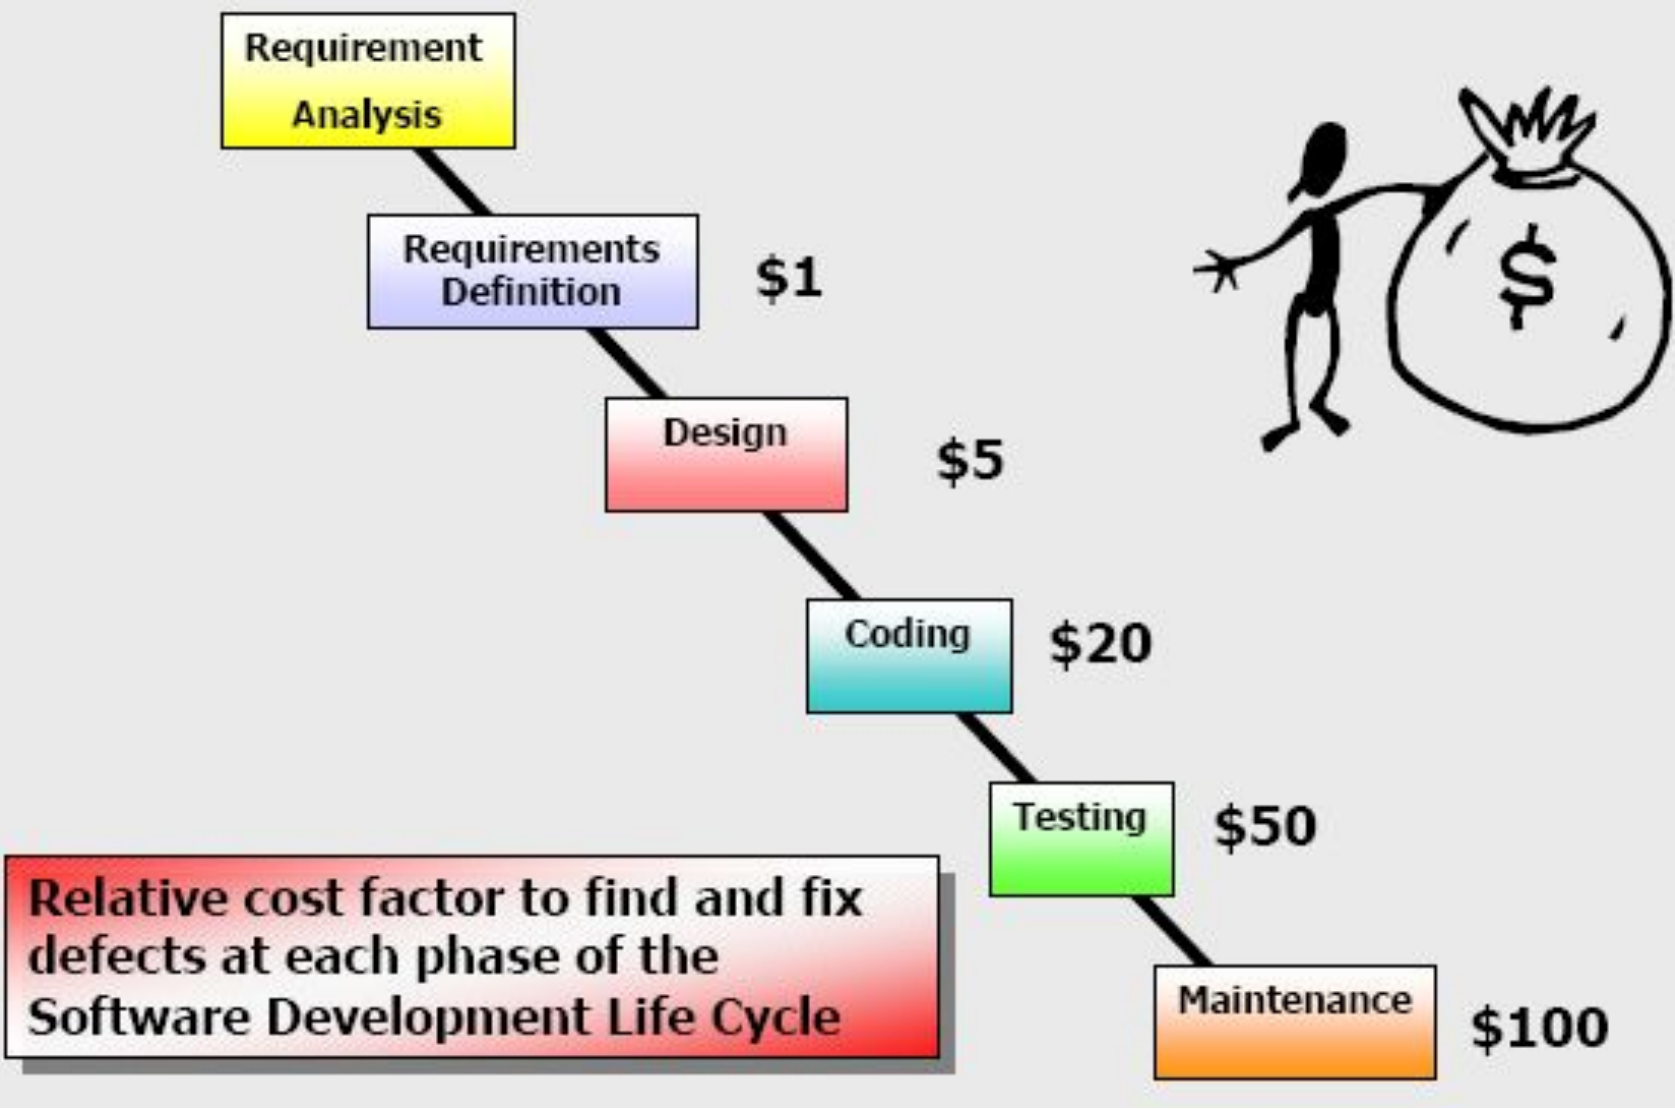 Requirement
Analysis
Requirements
Definition
$1
Design
$5
Coding
$20
Testing
$50
Maintenance
$100
$
Relative cost factor to find and fix
defects at each phase of the
Software Development Life Cycle